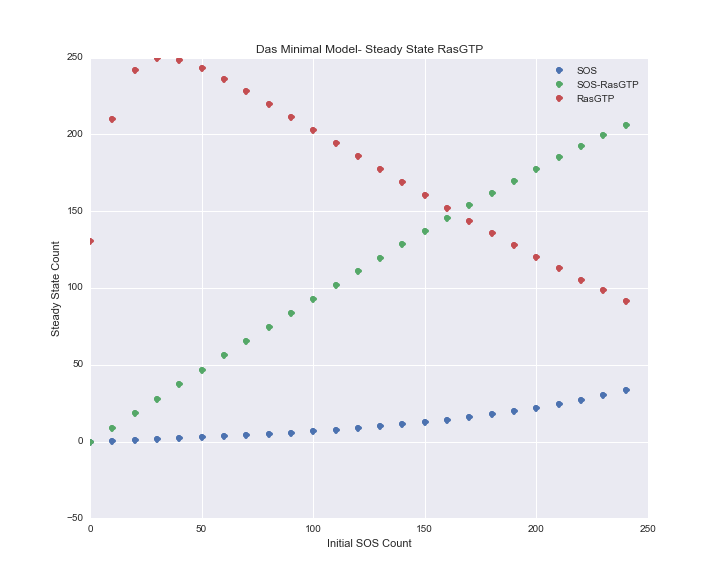 Das Minimal Model- Steady State RasGTP
250
200
150
100
50
0
−50
Steady State Count
SOS
SOS-RasGTP
RasGTP
0
50
100
150
200
250
Initial SOS Count